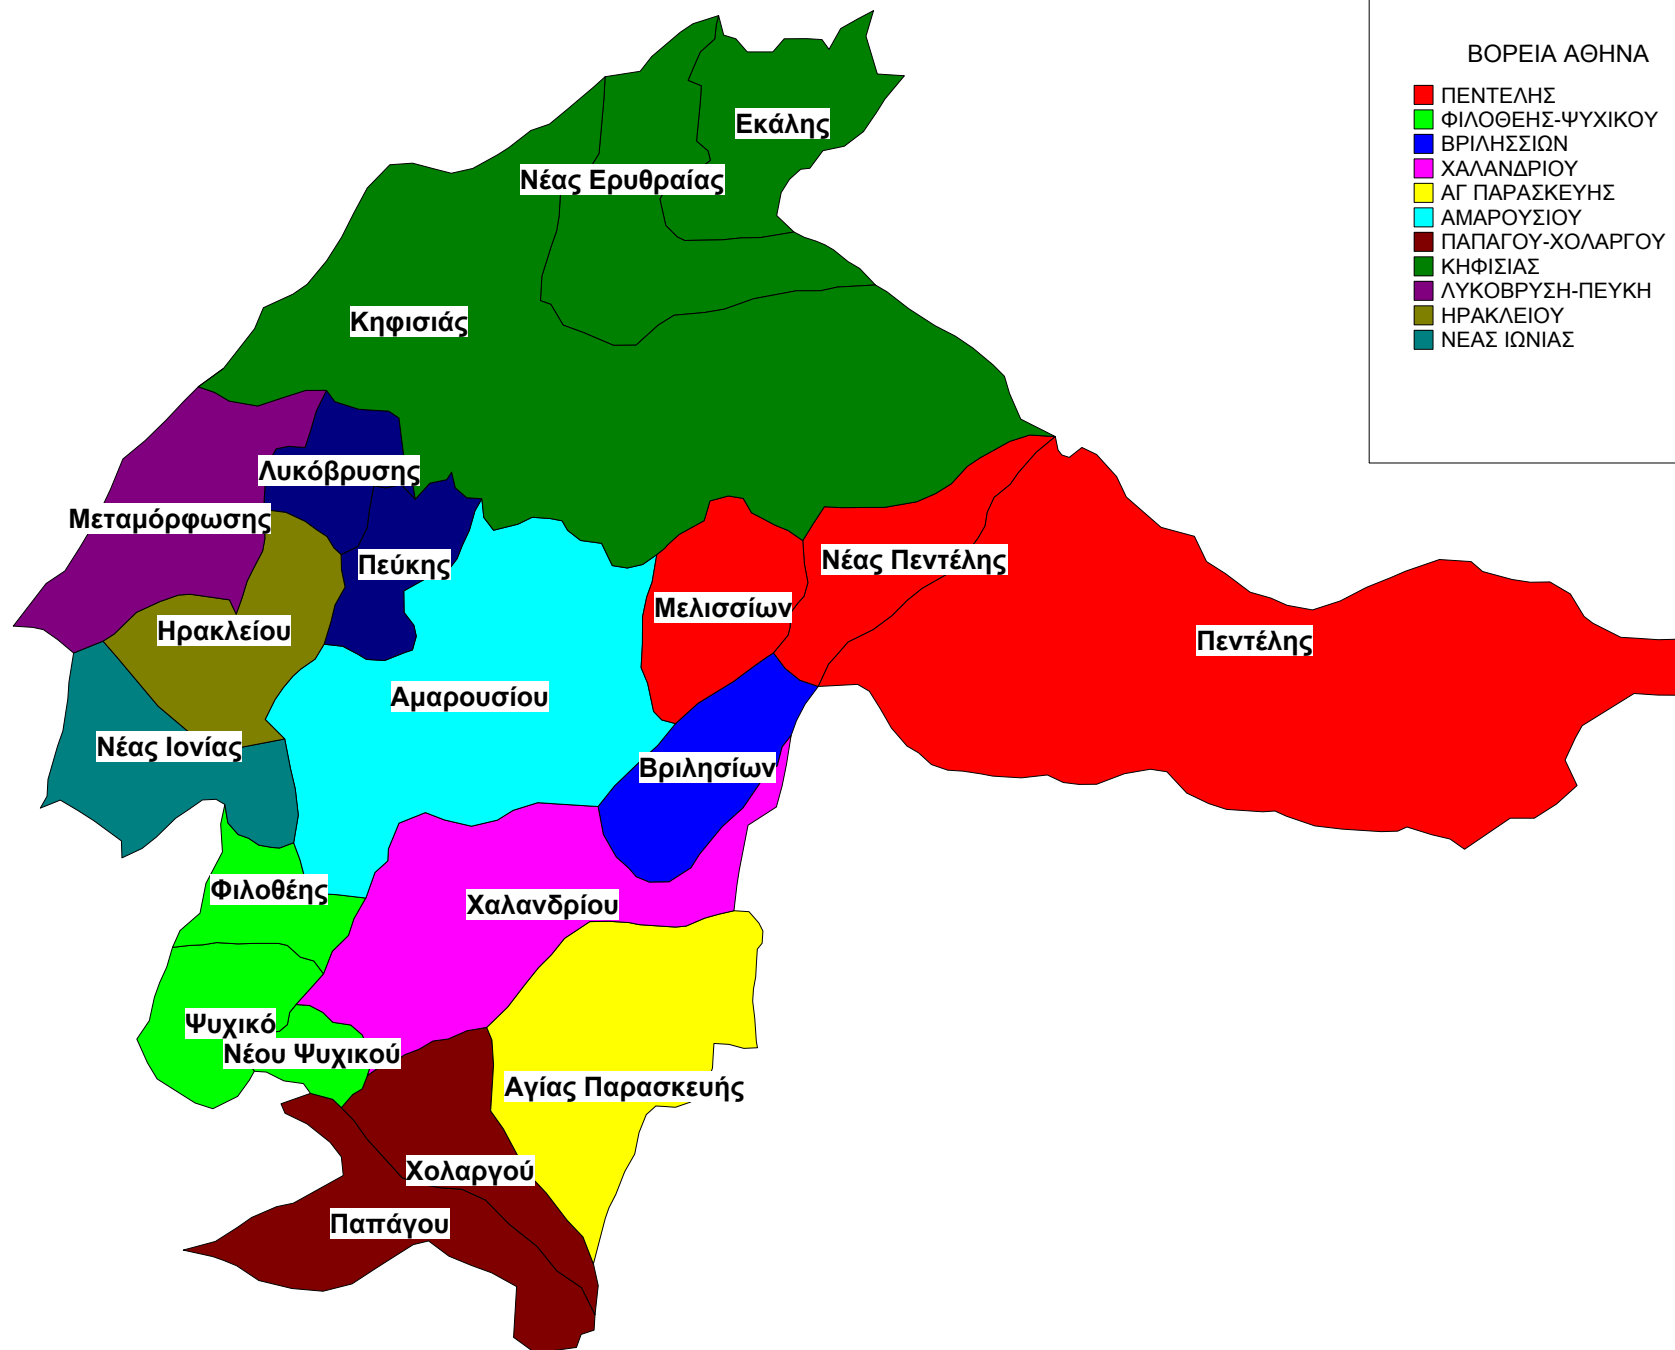 ΒΟΡΕΙΑ ΑΘΗΝΑ
ΠΕΝΤΕΛΗΣ
ΦΙΛΟΘΕΗΣ-ΨΥΧΙΚΟΥ
ΒΡΙΛΗΣΣΙΩΝ
ΧΑΛΑΝΔΡΙΟΥ
ΑΓ ΠΑΡΑΣΚΕΥΗΣ
ΑΜΑΡΟΥΣΙΟΥ
ΠΑΠΑΓΟΥ-ΧΟΛΑΡΓΟΥ
ΚΗΦΙΣΙΑΣ
ΛΥΚΟΒΡΥΣΗ-ΠΕΥΚΗ
ΗΡΑΚΛΕΙΟΥ
ΝΕΑΣ ΙΩΝΙΑΣ
Εκάλης
Νέας Ερυθραίας
Κηφισιάς
Λυκόβρυσης
Μεταμόρφωσης
Πεύκης
Νέας Πεντέλης
Μελισσίων
Ηρακλείου
Πεντέλης
Αμαρουσίου
Νέας Ιονίας
Βριλησίων
Φιλοθέης
Χαλανδρίου
Ψυχικό
Νέου Ψυχικού
Αγίας Παρασκευής
Χολαργού
Παπάγου